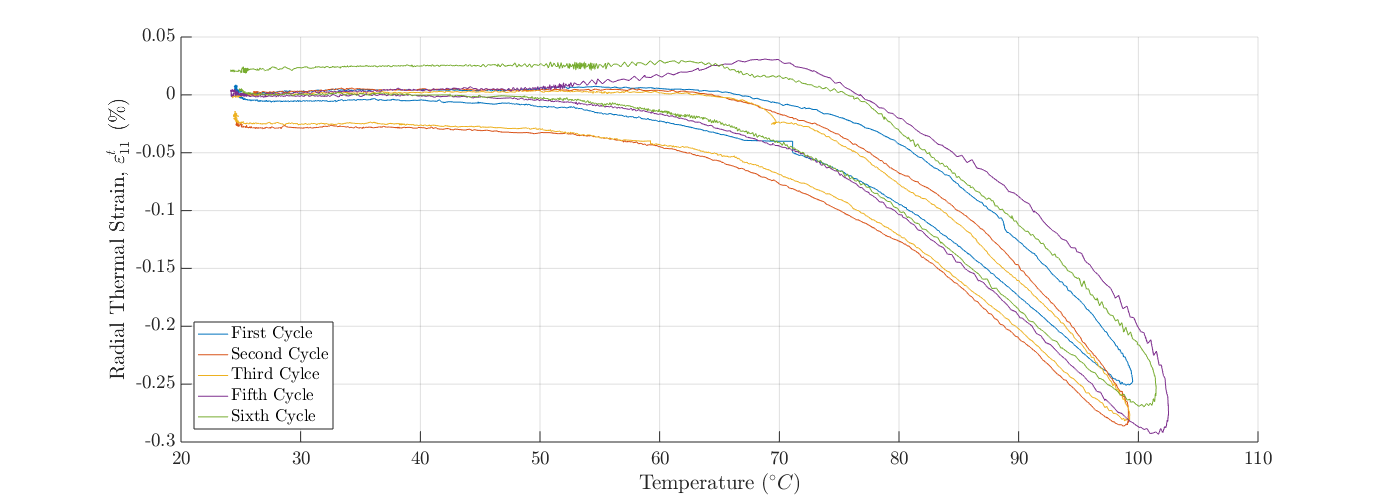 0.05
0
-0.05
-0.1
-0.15
-0.2
-0.25
-0.3
Radial Thermal Strain, ε₁₁ᵗ (%)
First Cycle
Second Cycle
Third Cylce
Fifth Cycle
Sixth Cycle
20 30 40 50 60 70 80 90 100 110
Temperature (°C)